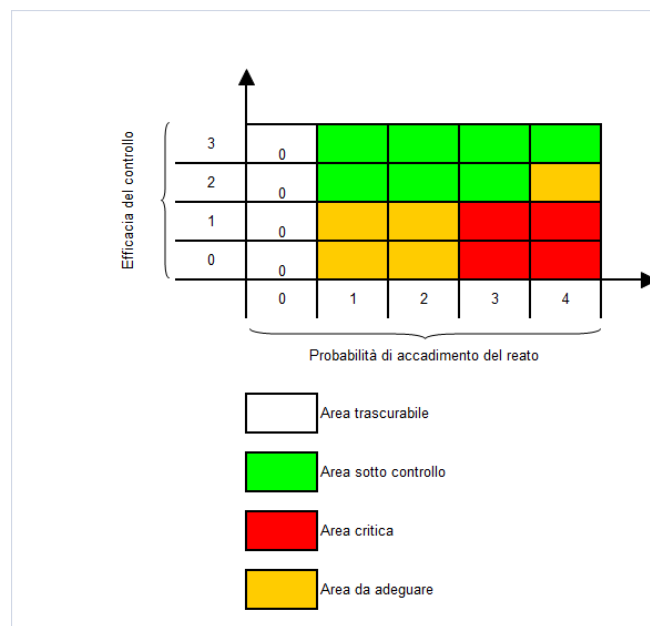 Efficacia del controllo
3 0
2 0
1 0
0 0
0 1 2 3 4
Probabilità di accadimento del reato
Area trascurabile
Area sotto controllo
Area critica
Area da adeguare